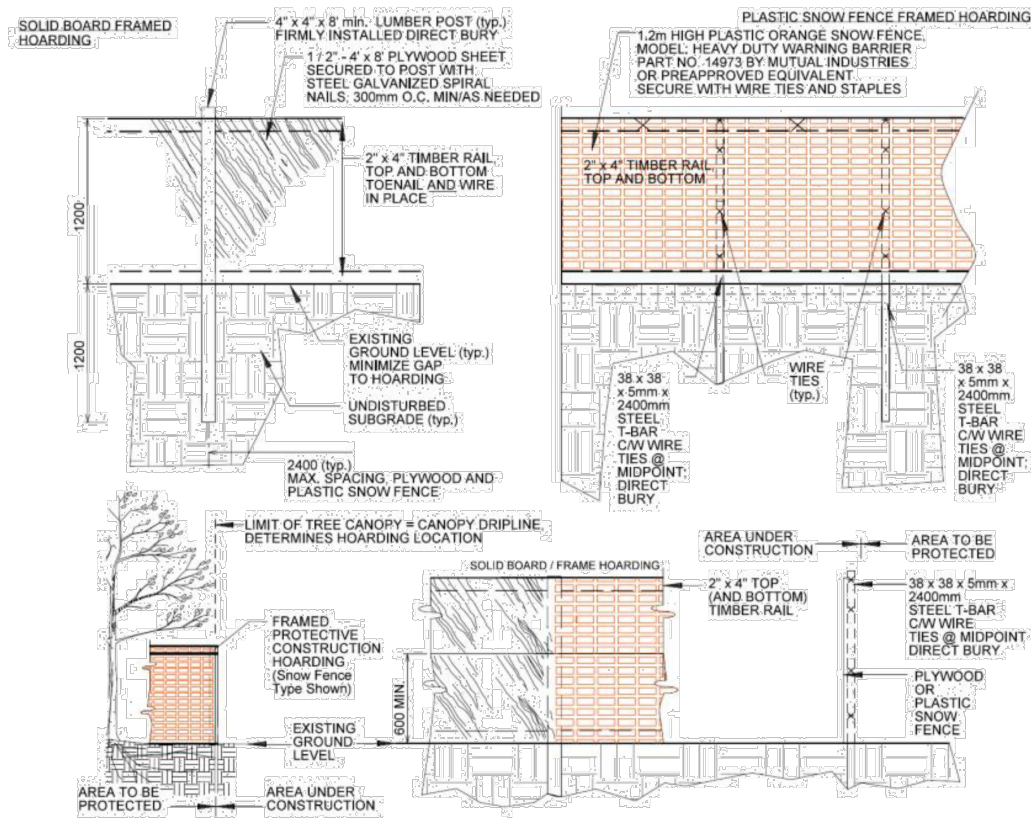 SOLID BOARD FRAMED
HOARDING
4" x 4" x 8' min. LUMBER POST (typ.)
FIRMLY INSTALLED DIRECT BURY
1 / 2" - 4' x 8' PLYWOOD SHEET
SECURED TO POST WITH
STEEL GALVANIZED SPIRAL
NAILS, 300mm O.C. MIN/AS NEEDED
2" x 4" TIMBER RAIL,
TOP AND BOTTOM
TOENAIL AND WIRE
IN PLACE
1200
1200
EXISTING
GROUND LEVEL (typ.)
MINIMIZE GAP
TO HOARDING
UNDISTURBED
SUBGRADE (typ.)
2400 (typ.)
MAX. SPACING, PLYWOOD AND
PLASTIC SNOW FENCE
PLASTIC SNOW FENCE FRAMED HOARDING
1.2m HIGH PLASTIC ORANGE SNOW FENCE,
MODEL: HEAVY DUTY WARNING BARRIER
PART NO. 14973 BY MUTUAL INDUSTRIES
OR PREAPPROVED EQUIVALENT
SECURE WITH WIRE TIES AND STAPLES
2" x 4" TIMBER RAIL,
TOP AND BOTTOM
38 x 38
x 5mm x
2400mm
STEEL
T-BAR
C/W WIRE
TIES @
MIDPOINT;
DIRECT
BURY
WIRE
TIES
(typ.)
38 x 38
x 5mm x
2400mm
STEEL
T-BAR
C/W WIRE
TIES @
MIDPOINT;
DIRECT
BURY
LIMIT OF TREE CANOPY = CANOPY DRIPLINE,
DETERMINES HOARDING LOCATION
FRAMED
PROTECTIVE
CONSTRUCTION
HOARDING
(Snow Fence
Type Shown)
EXISTING
GROUND
LEVEL
AREA TO BE
PROTECTED
AREA UNDER
CONSTRUCTION
SOLID BOARD / FRAME HOARDING
2" x 4" TOP
(AND BOTTOM)
TIMBER RAIL
600 MIN.
AREA UNDER
CONSTRUCTION
AREA TO BE
PROTECTED
38 x 38 x 5mm x
2400mm
STEEL T-BAR
C/W WIRE
TIES @ MIDPOINT
DIRECT BURY
PLYWOOD
OR
PLASTIC
SNOW
FENCE